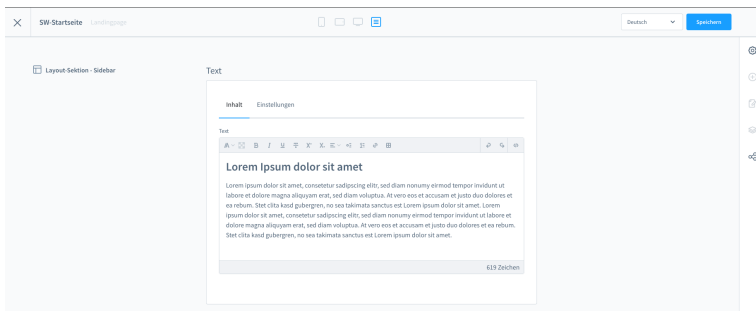 SW-Startseite Landingpage
Deutsch
Speichern
Layout-Sektion - Sidebar
Text
Inhalt Einstellungen
Text
Lorem Ipsum dolor sit amet
Lorem ipsum dolor sit amet, consetetur sadipscing elitr, sed diam nonumy eirmod tempor invidunt ut
labore et dolore magna aliquyam erat, sed diam voluptua. At vero eos et accusam et justo duo dolores et
ea rebum. Stet clita kasd gubergren, no sea takimata sanctus est Lorem ipsum dolor sit amet. Lorem
ipsum dolor sit amet, consetetur sadipscing elitr, sed diam nonumy eirmod tempor invidunt ut labore et
dolore magna aliquyam erat, sed diam voluptua. At vero eos et accusam et justo duo dolores et ea rebum.
Stet clita kasd gubergren, no sea takimata sanctus est Lorem ipsum dolor sit amet.
619 Zeichen